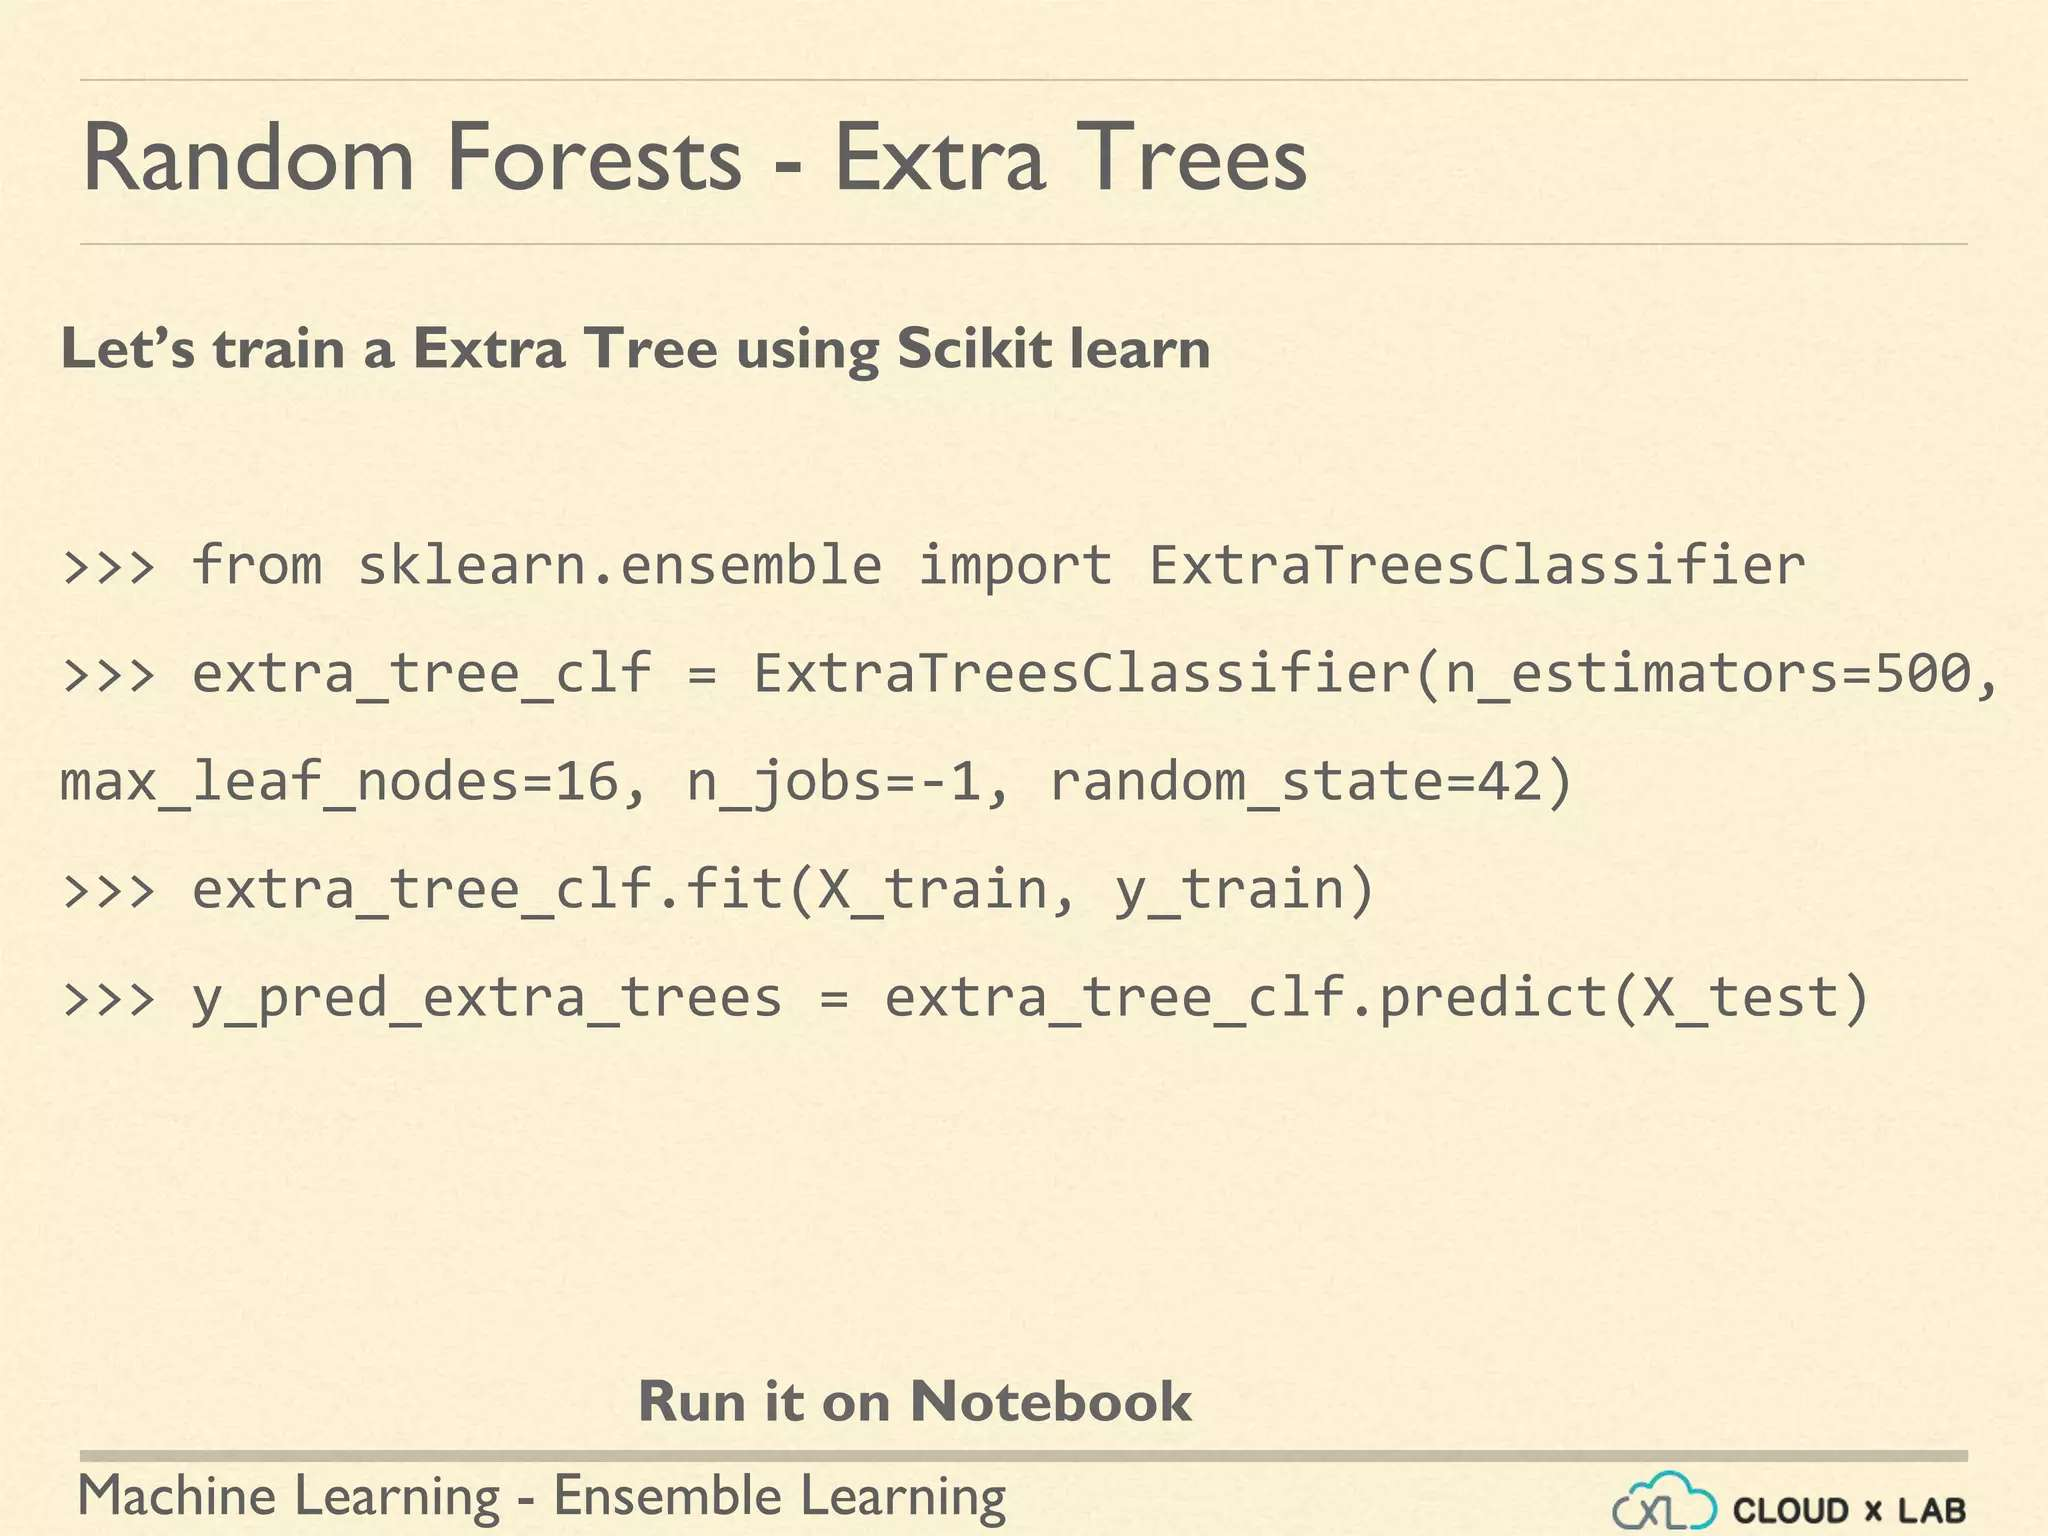 Random Forests - Extra Trees
Let’s train a Extra Tree using Scikit learn
>>> from sklearn.ensemble import ExtraTreesClassifier
>>> extra_tree_clf = ExtraTreesClassifier(n_estimators=500,
max_leaf_nodes=16, n_jobs=-1, random_state=42)
>>> extra_tree_clf.fit(X_train, y_train)
>>> y_pred_extra_trees = extra_tree_clf.predict(X_test)
Run it on Notebook
Machine Learning - Ensemble Learning
CXL CLOUD x LAB